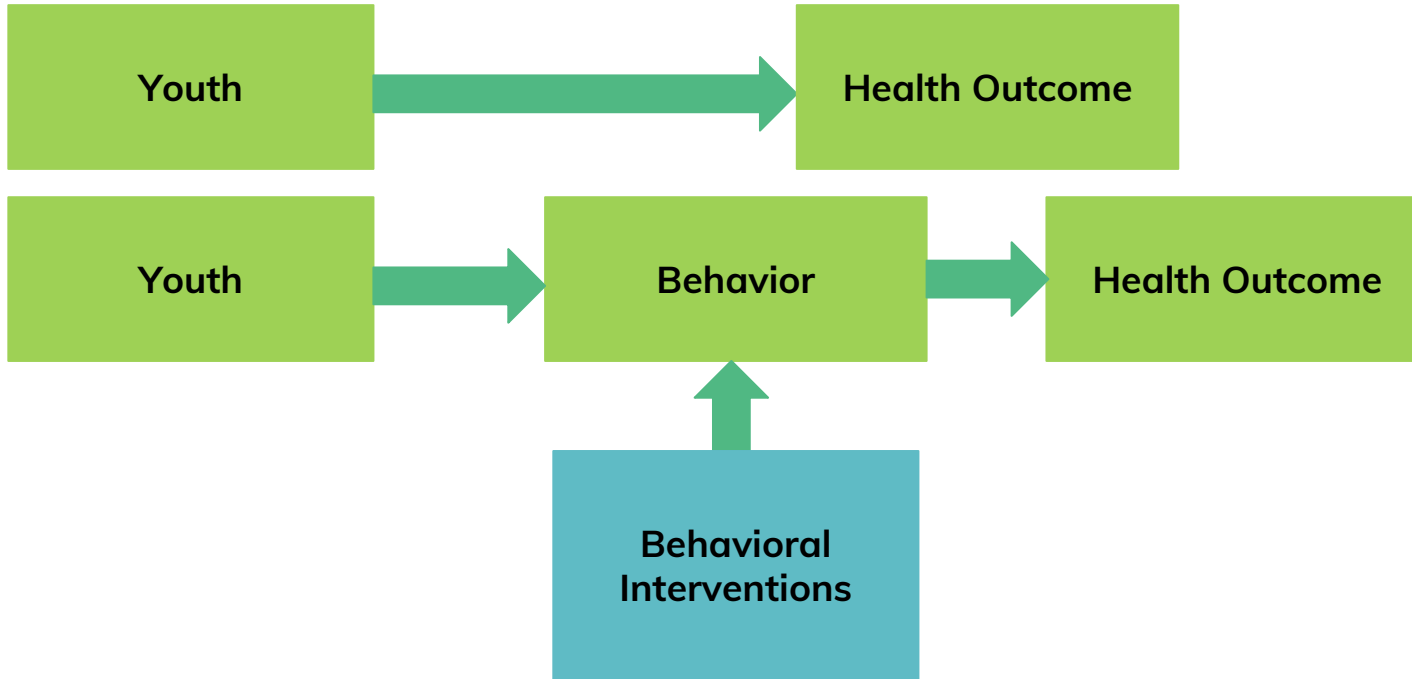 Youth
Health Outcome
Youth
Behavior
Health Outcome
Behavioral
Interventions